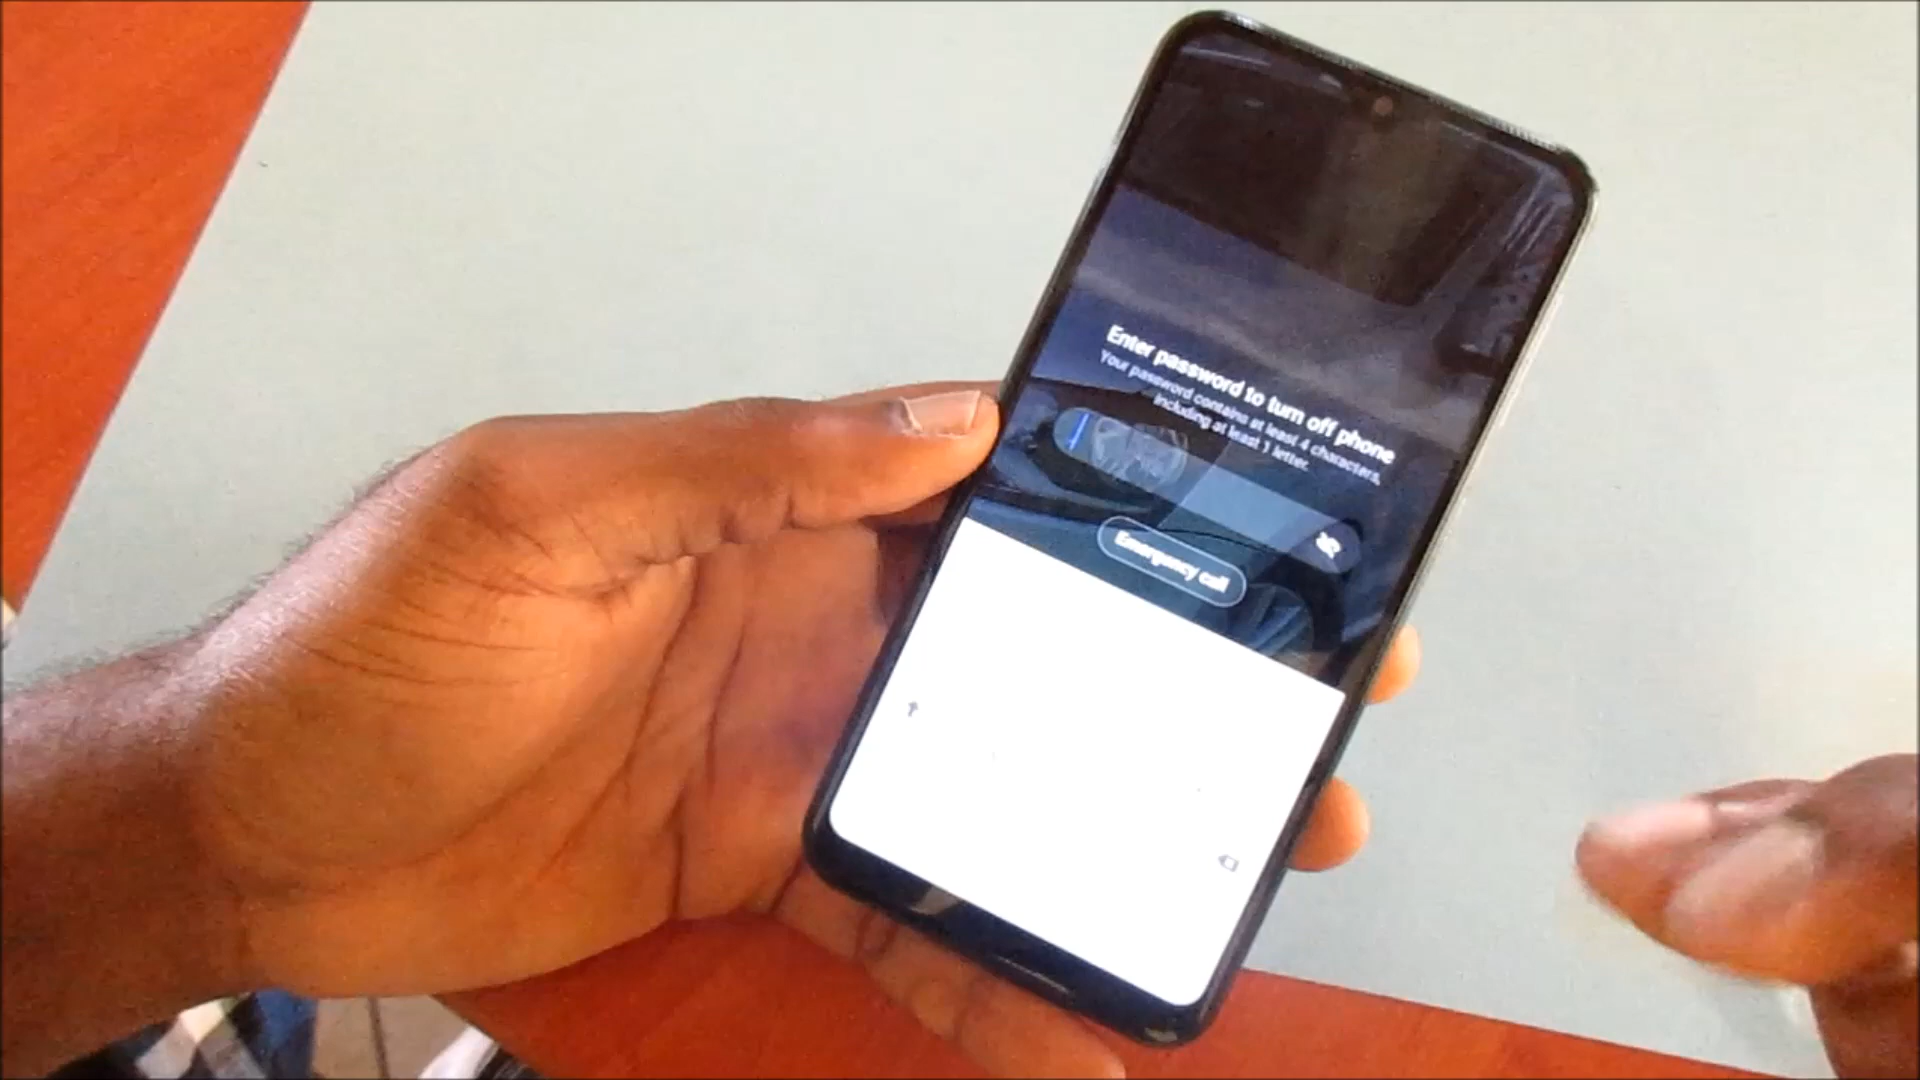 Enter password to turn off phone
Your password contains at least 4 characters,
including at least 1 letter.
Emergency call